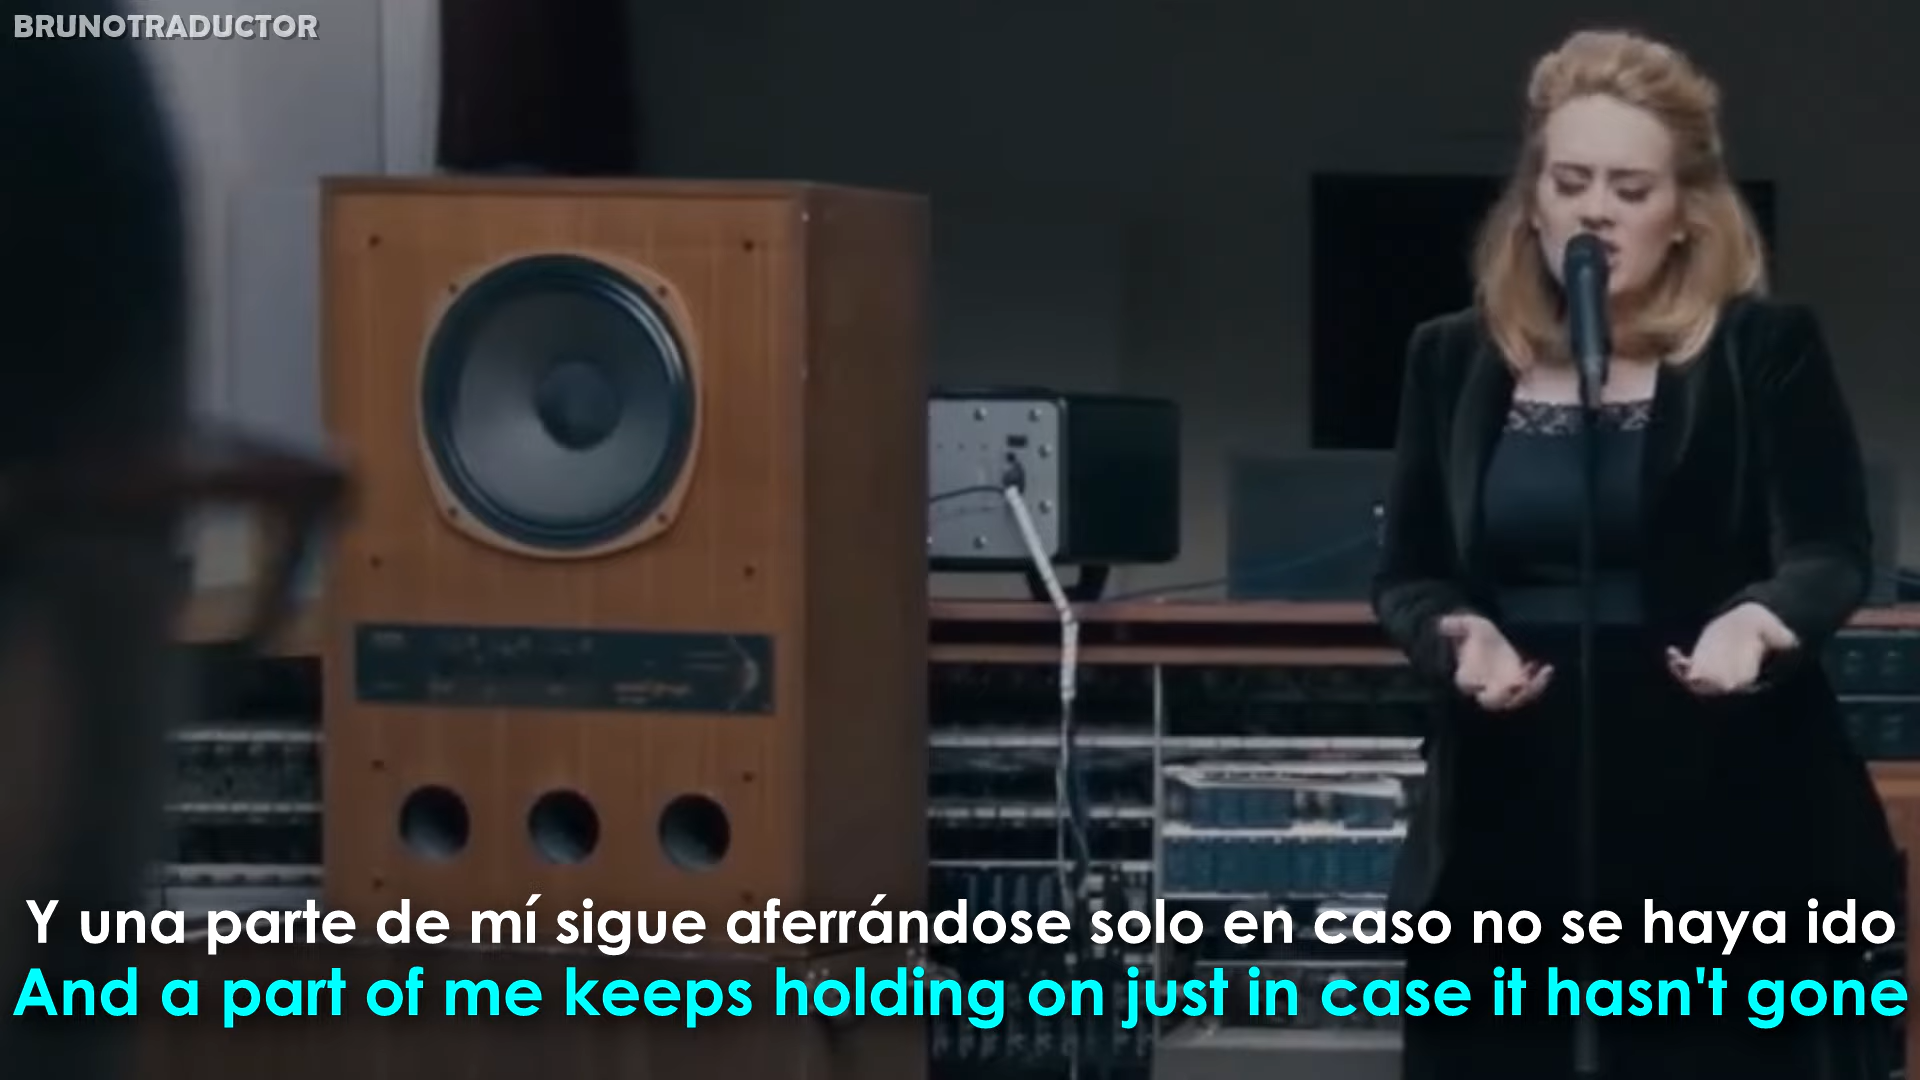 BRUNOTRADUCTOR
Y una parte de mí sigue aferrándose solo en caso no se haya ido
And a part of me keeps holding on just in case it hasn't gone